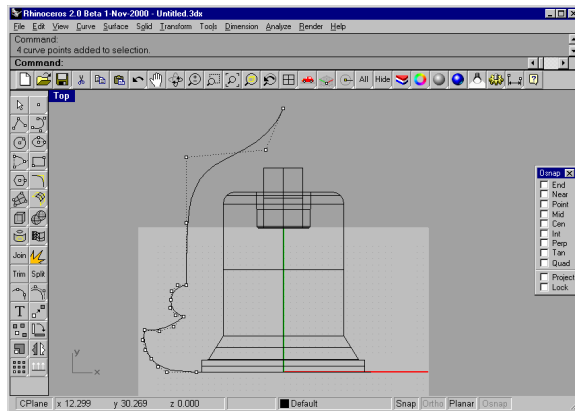 Rhinoceros 2.0 Beta 1-Nov-2000 - Untitled.3dx
File Edit View Curve Surface Solid Transform Tools Dimension Analyze Render Help
Command:
4 curve points added to selection.
Command:
All Hide
Top
Osnap
End
Near
Point
Mid
Cen
Int
Perp
Tan
Quad
Project
Lock
Join
Trim Split
T
y
x
CPlane x 12.299 y 30.269 z 0.000 Default Snap Ortho Planar Osnap